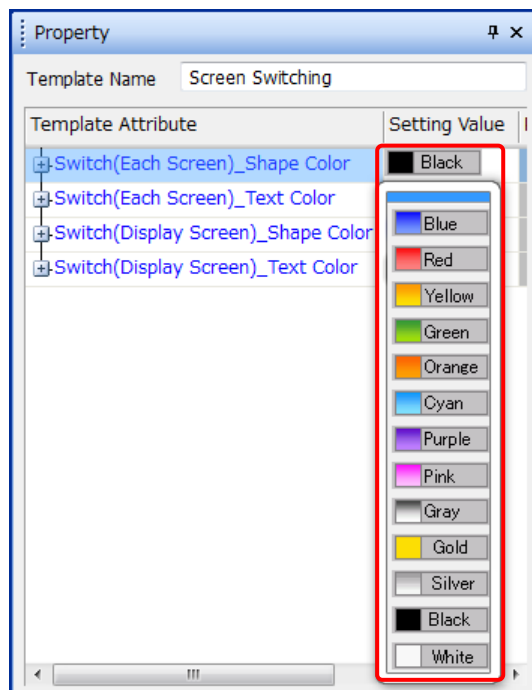 Property
Template Name Screen Switching
Template Attribute Setting Value
Switch(Each Screen)_Shape Color Black
Switch(Each Screen)_Text Color
Switch(Display Screen)_Shape Color
Switch(Display Screen)_Text Color
Blue
Red
Yellow
Green
Orange
Cyan
Purple
Pink
Gray
Gold
Silver
Black
White